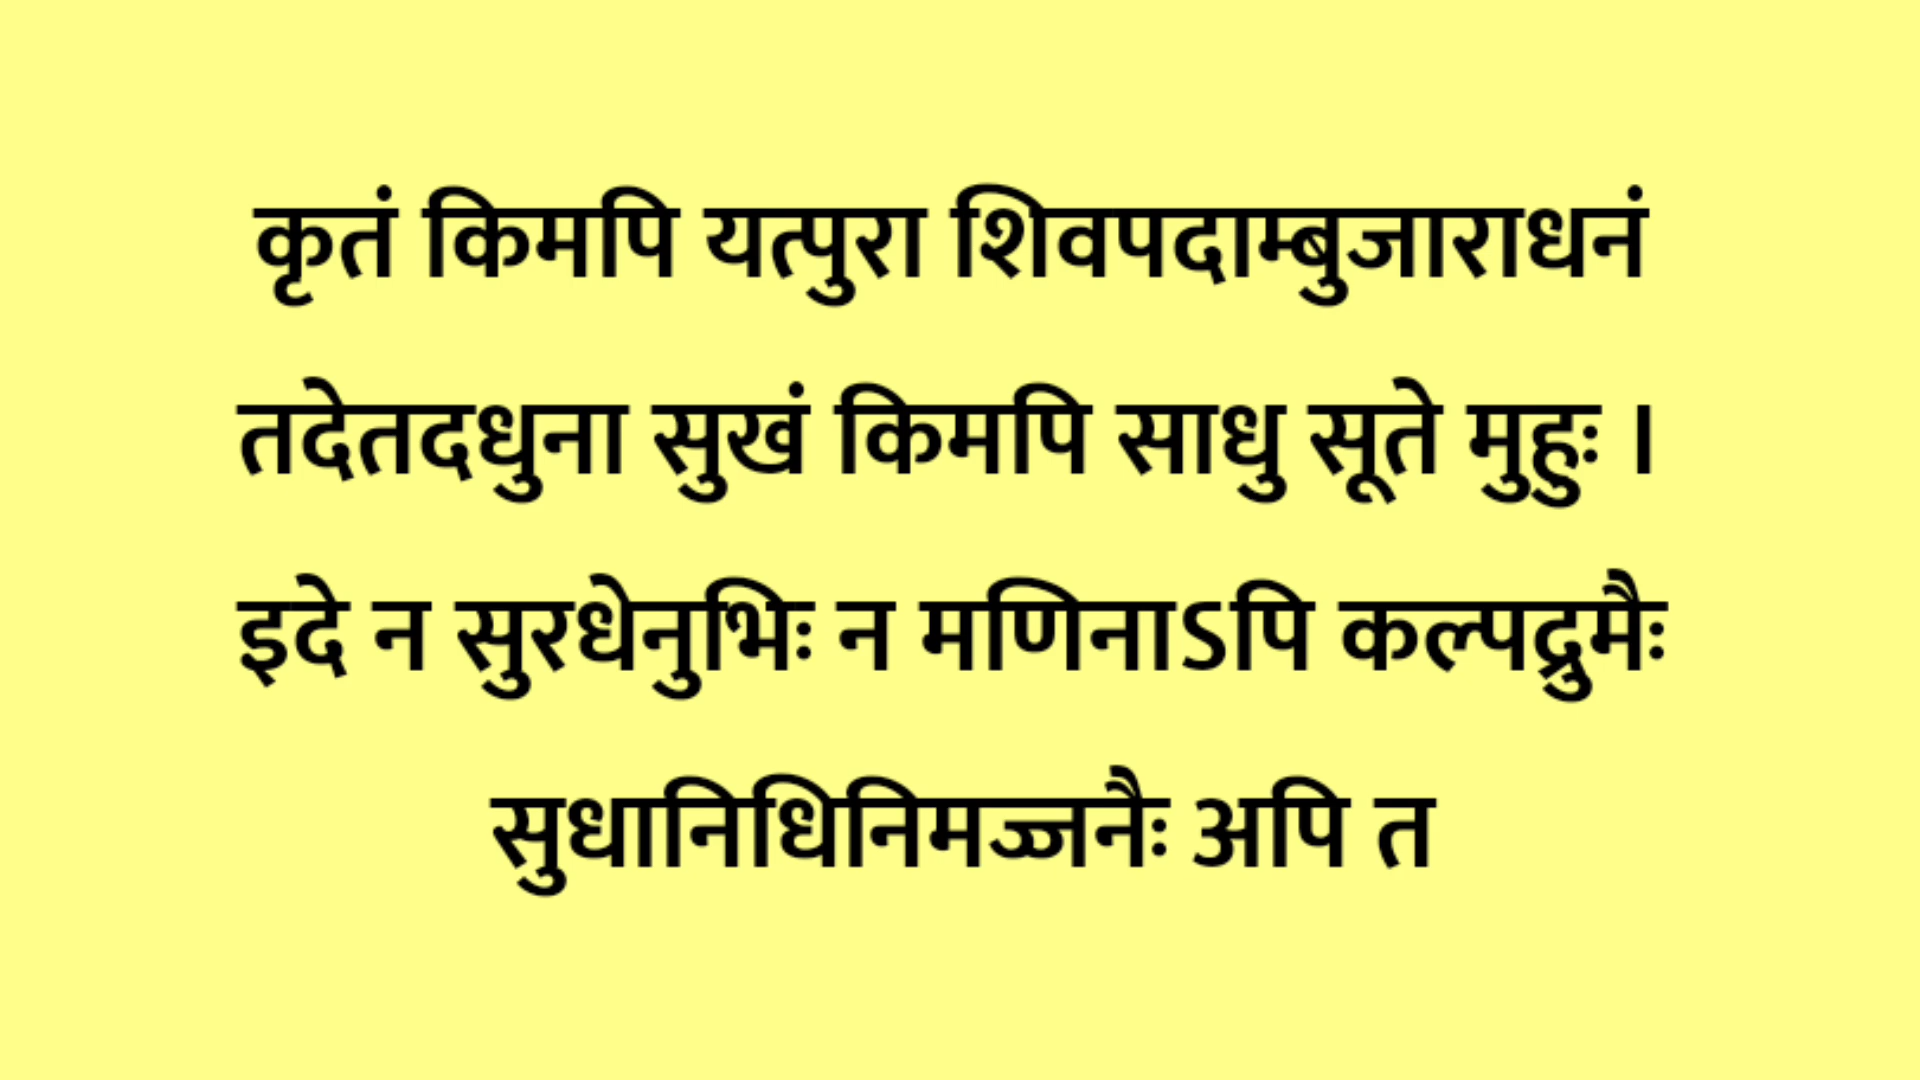 कृतं किमपि यत्पुरा शिवपदाम्बुजाराधनं
तदेतदधुना सुखं किमपि साधु सूते मुहुः ।
इदे न सुरधेनुभिः न मणिनाऽपि कल्पद्रुमैः
सुधानिधिनिमज्जनैः अपि त